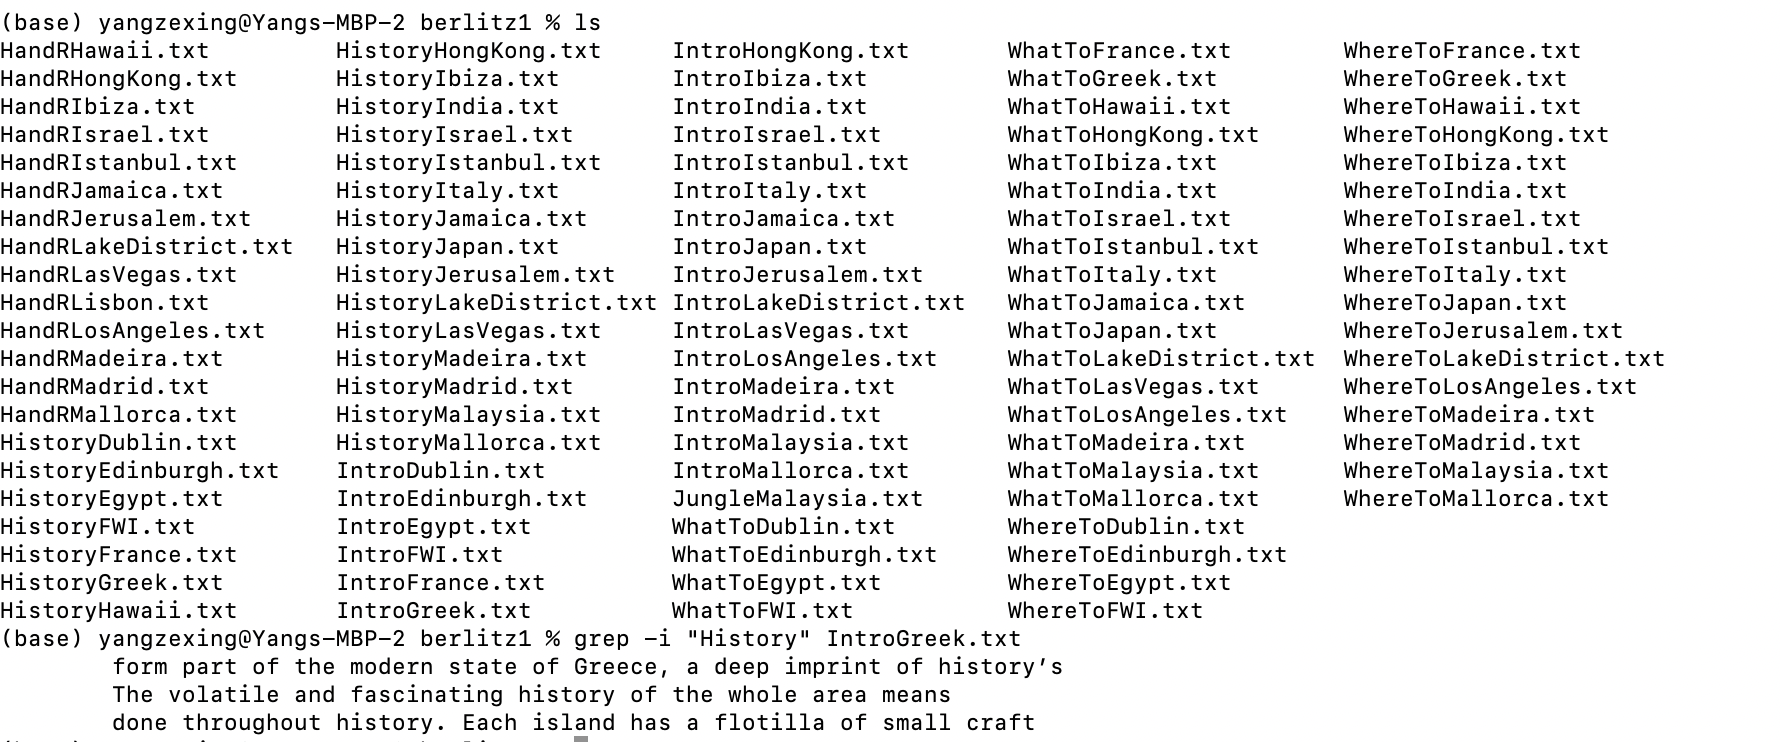 (base) yangzexing@Yangs-MBP-2 berlitz1 % ls
HandRHawaii.txt HistoryHongKong.txt IntroHongKong.txt WhatToFrance.txt WhereToFrance.txt
HandRHongKong.txt HistoryIbiza.txt IntroIbiza.txt WhatToGreek.txt WhereToGreek.txt
HandRIbiza.txt HistoryIndia.txt IntroIndia.txt WhatToHawaii.txt WhereToHawaii.txt
HandRIsrael.txt HistoryIsrael.txt IntroIsrael.txt WhatToHongKong.txt WhereToHongKong.txt
HandRIstanbul.txt HistoryIstanbul.txt IntroIstanbul.txt WhatToIbiza.txt WhereToIbiza.txt
HandRJamaica.txt HistoryItaly.txt IntroItaly.txt WhatToIndia.txt WhereToIndia.txt
HandRJerusalem.txt HistoryJamaica.txt IntroJamaica.txt WhatToIsrael.txt WhereToIsrael.txt
HandRLakeDistrict.txt HistoryJapan.txt IntroJapan.txt WhatToIstanbul.txt WhereToIstanbul.txt
HandRLasVegas.txt HistoryJerusalem.txt IntroJerusalem.txt WhatToItaly.txt WhereToItaly.txt
HandRLisbon.txt HistoryLakeDistrict.txt IntroLakeDistrict.txt WhatToJamaica.txt WhereToJapan.txt
HandRLosAngeles.txt HistoryLasVegas.txt IntroLasVegas.txt WhatToJapan.txt WhereToJerusalem.txt
HandRMadeira.txt HistoryMadeira.txt IntroLosAngeles.txt WhatToLakeDistrict.txt WhereToLakeDistrict.txt
HandRMadrid.txt HistoryMadrid.txt IntroMadeira.txt WhatToLasVegas.txt WhereToLosAngeles.txt
HandRMallorca.txt HistoryMalaysia.txt IntroMadrid.txt WhatToLosAngeles.txt WhereToMadeira.txt
HistoryDublin.txt HistoryMallorca.txt IntroMalaysia.txt WhatToMadeira.txt WhereToMadrid.txt
HistoryEdinburgh.txt IntroDublin.txt IntroMallorca.txt WhatToMalaysia.txt WhereToMalaysia.txt
HistoryEgypt.txt IntroEdinburgh.txt JungleMalaysia.txt WhatToMallorca.txt WhereToMallorca.txt
HistoryFWI.txt IntroEgypt.txt WhatToDublin.txt WhereToDublin.txt
HistoryFrance.txt IntroFWI.txt WhatToEdinburgh.txt WhereToEdinburgh.txt
HistoryGreek.txt IntroFrance.txt WhatToEgypt.txt WhereToEgypt.txt
HistoryHawaii.txt IntroGreek.txt WhatToFWI.txt WhereToFWI.txt
(base) yangzexing@Yangs-MBP-2 berlitz1 % grep -i "History" IntroGreek.txt
form part of the modern state of Greece, a deep imprint of history’s
The volatile and fascinating history of the whole area means
done throughout history. Each island has a flotilla of small craft